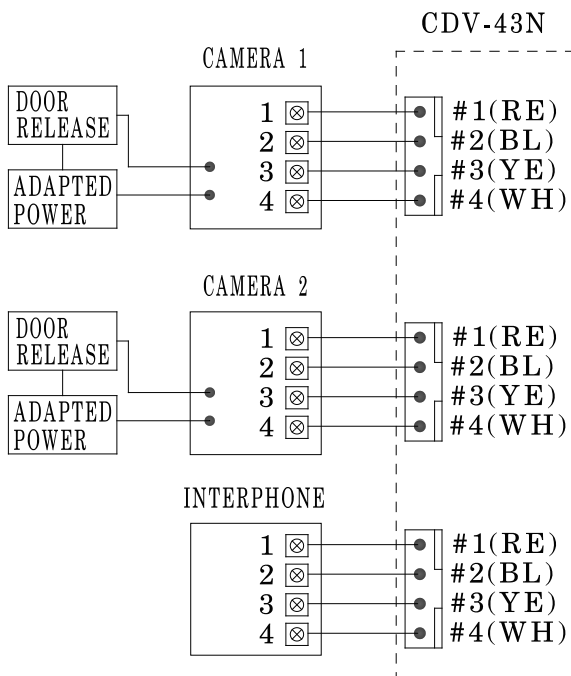 CDV-43N
CAMERA 1
DOOR
RELEASE
ADAPTED
POWER
1
2
3
4
#1(RE)
#2(BL)
#3(YE)
#4(WH)
CAMERA 2
DOOR
RELEASE
ADAPTED
POWER
1
2
3
4
#1(RE)
#2(BL)
#3(YE)
#4(WH)
INTERPHONE
1
2
3
4
#1(RE)
#2(BL)
#3(YE)
#4(WH)